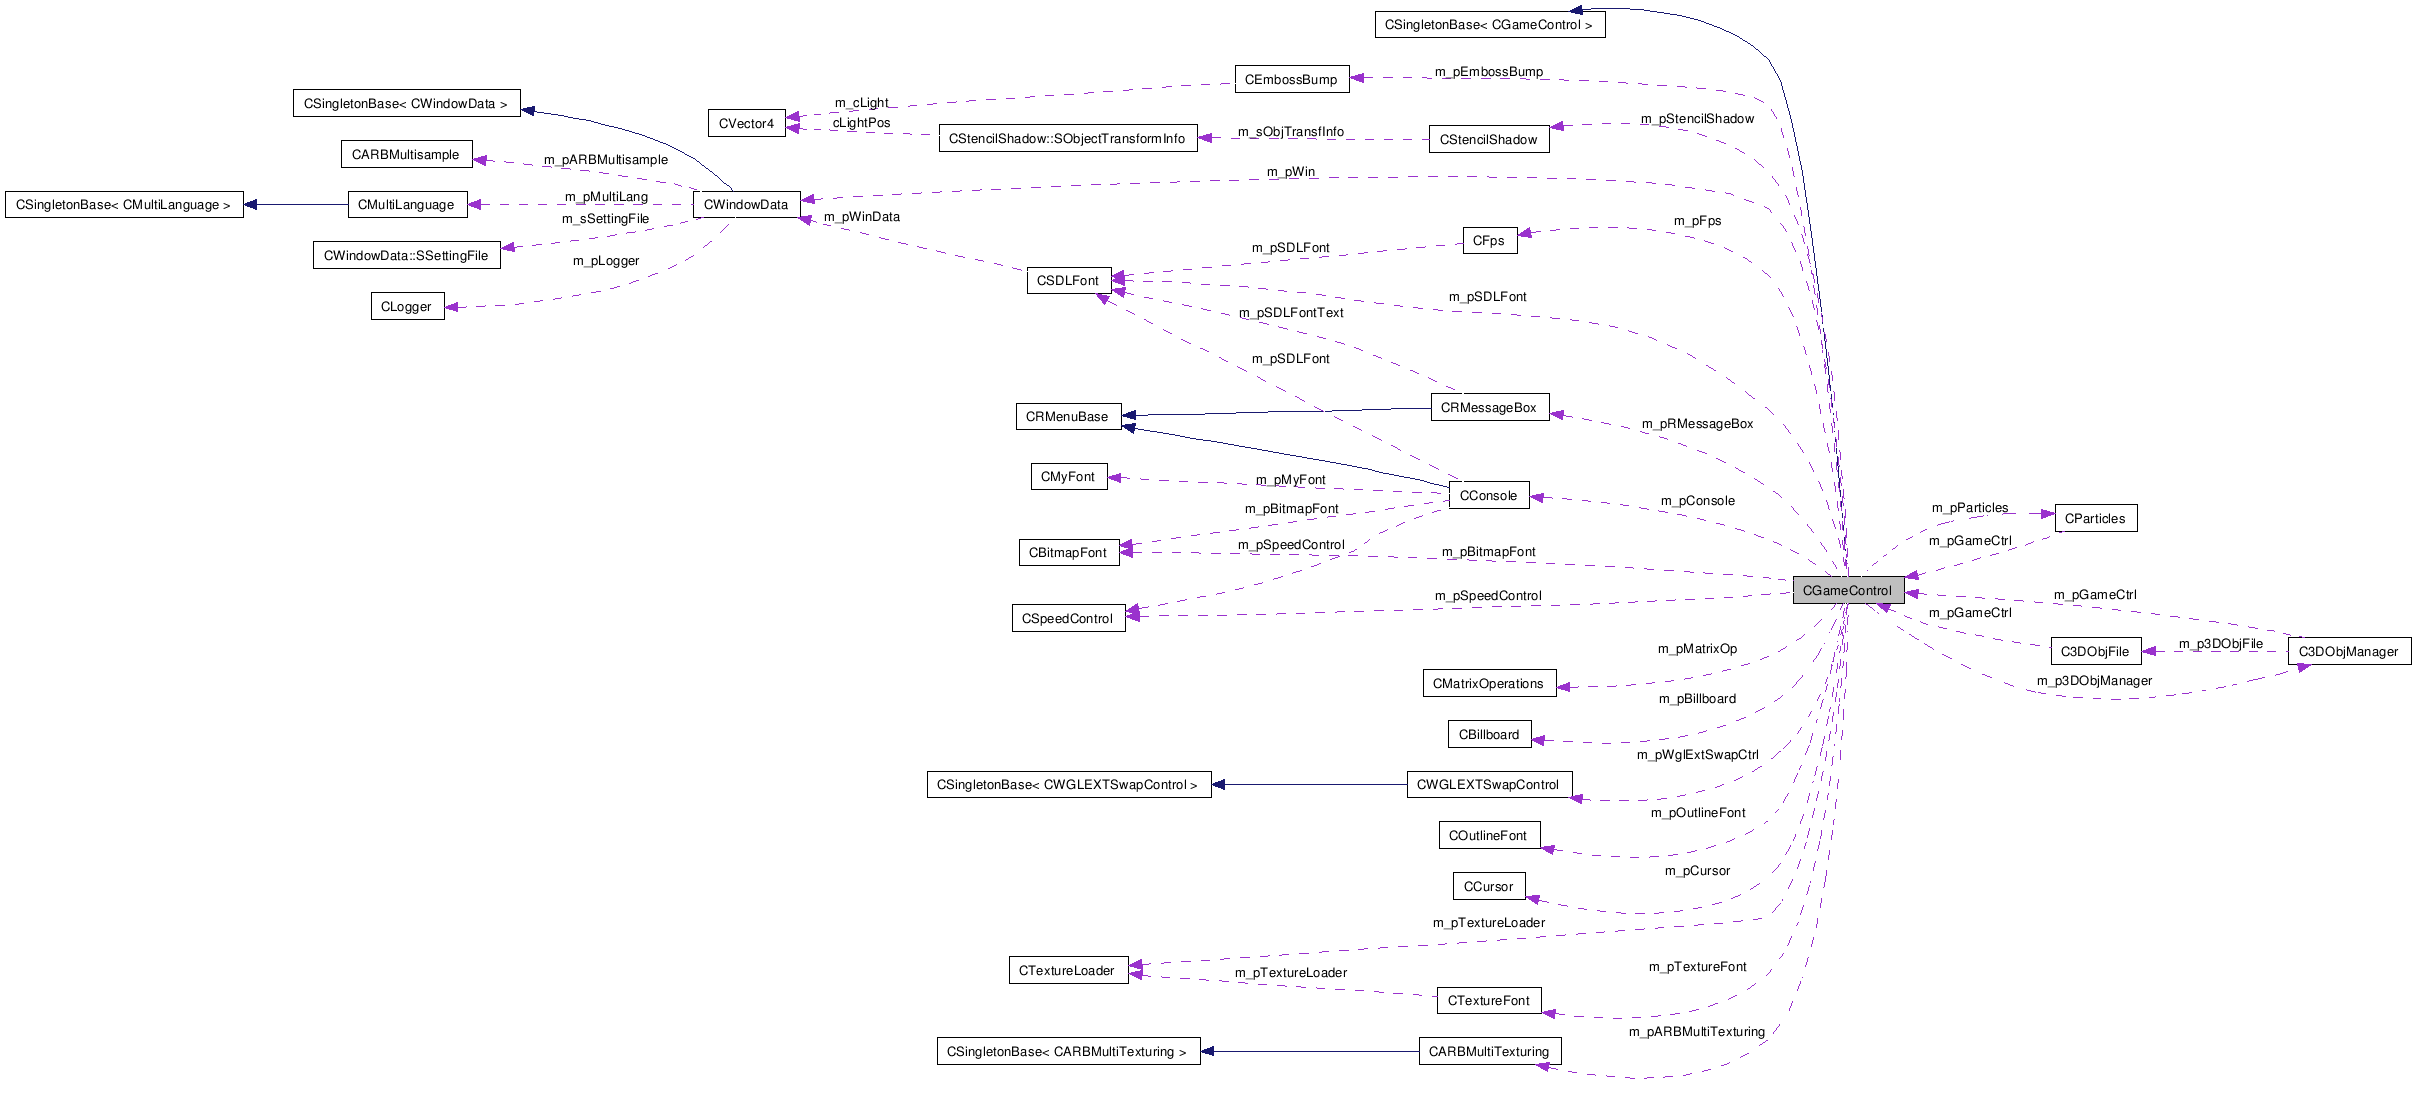 CSingletonBase< CGameControl >
CEmbossBump
m_pEmbossBump
CSingletonBase< CWindowData >
m_cLight
CVector4
cLightPos
CStencilShadow::SObjectTransformInfo
m_sObjTransfInfo
CStencilShadow
m_pStencilShadow
CARBMultisample
m_pARBMultisample
m_pWin
CSingletonBase< CMultiLanguage >
CMultiLanguage
m_pMultiLang
CWindowData
m_sSettingFile
m_pWinData
m_pFps
CWindowData::SSettingFile
m_pLogger
m_pSDLFont
CFps
CSDLFont
m_pSDLFont
CLogger
m_pSDLFontText
m_pSDLFont
CRMenuBase
CRMessageBox
m_pRMessageBox
CMyFont
m_pMyFont
CConsole
m_pConsole
m_pBitmapFont
m_pParticles
CParticles
m_pGameCtrl
CBitmapFont
m_pSpeedControl
m_pBitmapFont
CGameControl
m_pSpeedControl
m_pGameCtrl
m_pGameCtrl
CSpeedControl
m_pMatrixOp
C3DObjFile
m_p3DObjFile
C3DObjManager
m_p3DObjManager
CMatrixOperations
m_pBillboard
CBillboard
m_pWglExtSwapCtrl
CSingletonBase< CWGLEXTSwapControl >
CWGLEXTSwapControl
m_pOutlineFont
COutlineFont
m_pCursor
CCursor
m_pTextureLoader
CTextureLoader
m_pTextureLoader
m_pTextureFont
CTextureFont
m_pARBMultiTexturing
CSingletonBase< CARBMultiTexturing >
CARBMultiTexturing